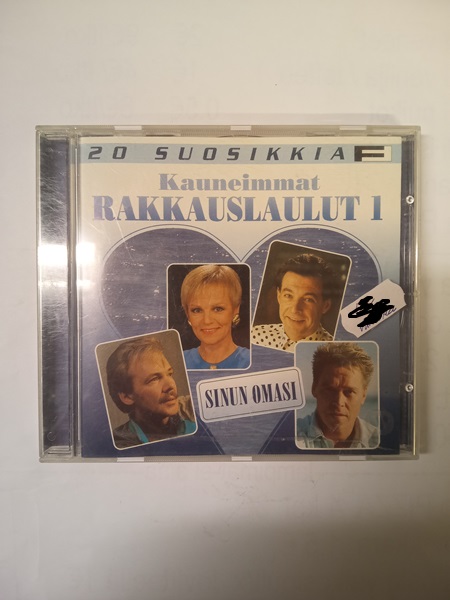 20 SUOSIKKIA F
Kauneimmat
RAKKAUSLAULUT 1
SINUN OMASI